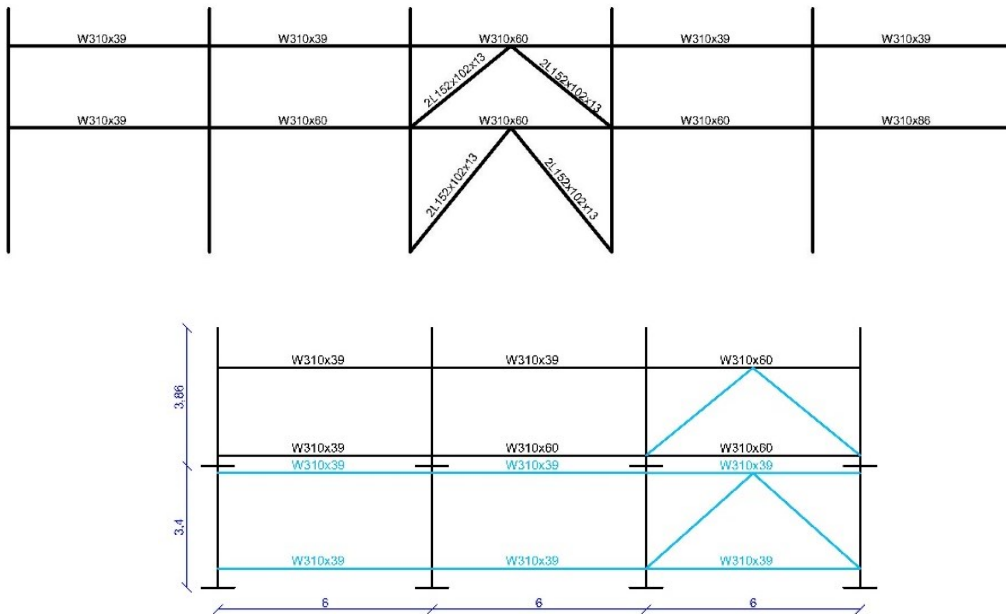 W310x39 W310x39 W310x60 W310x39 W310x39
2L152x102x13 2L152x102x13
W310x39 W310x60 W310x60 W310x60 W310x86
2L152x102x13 2L152x102x13
W310x39 W310x39 W310x60
3.86
W310x39 W310x60 W310x60
W310x39 W310x39 W310x39
3.4
W310x39 W310x39 W310x39
6 6 6